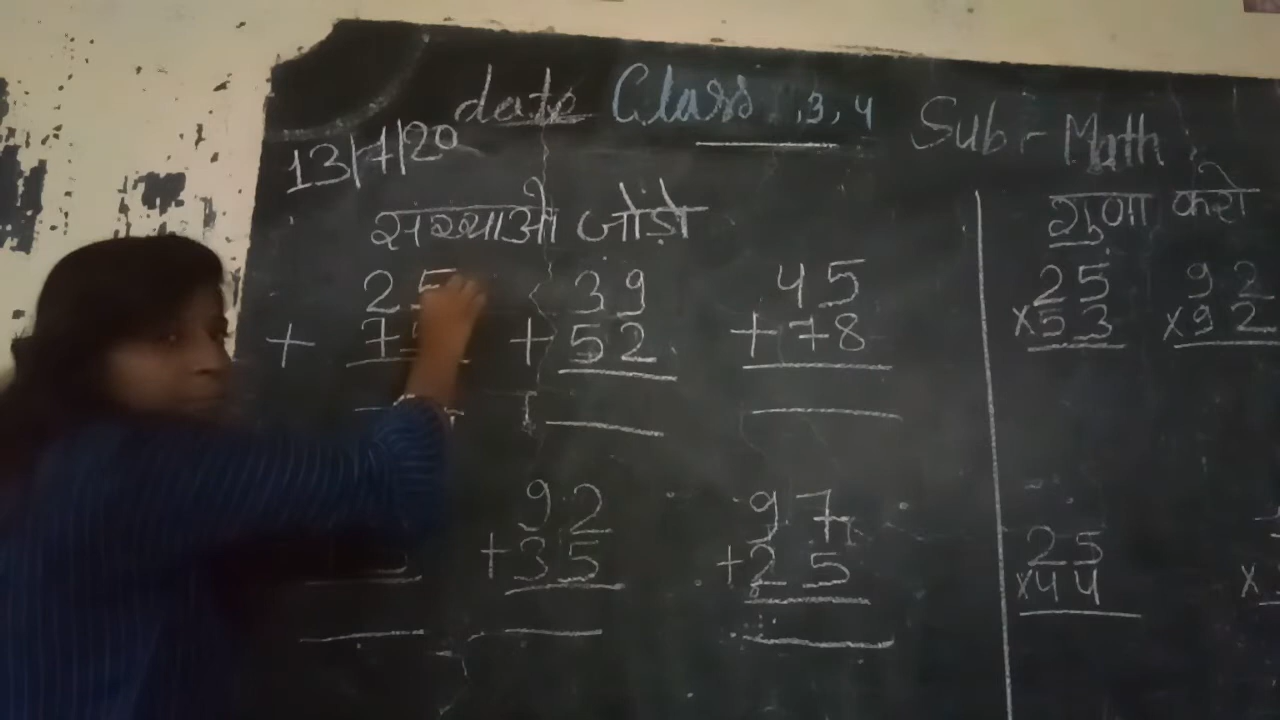 date Class , 3, 4 Sub - Math
13/7/20
संख्याओ जोड़ो
25 39 45
+ 7 + 52 + 78
92 97
+ 35 + 25
गुणा करो
25 92
× 53 × 92
25
× 44 ×